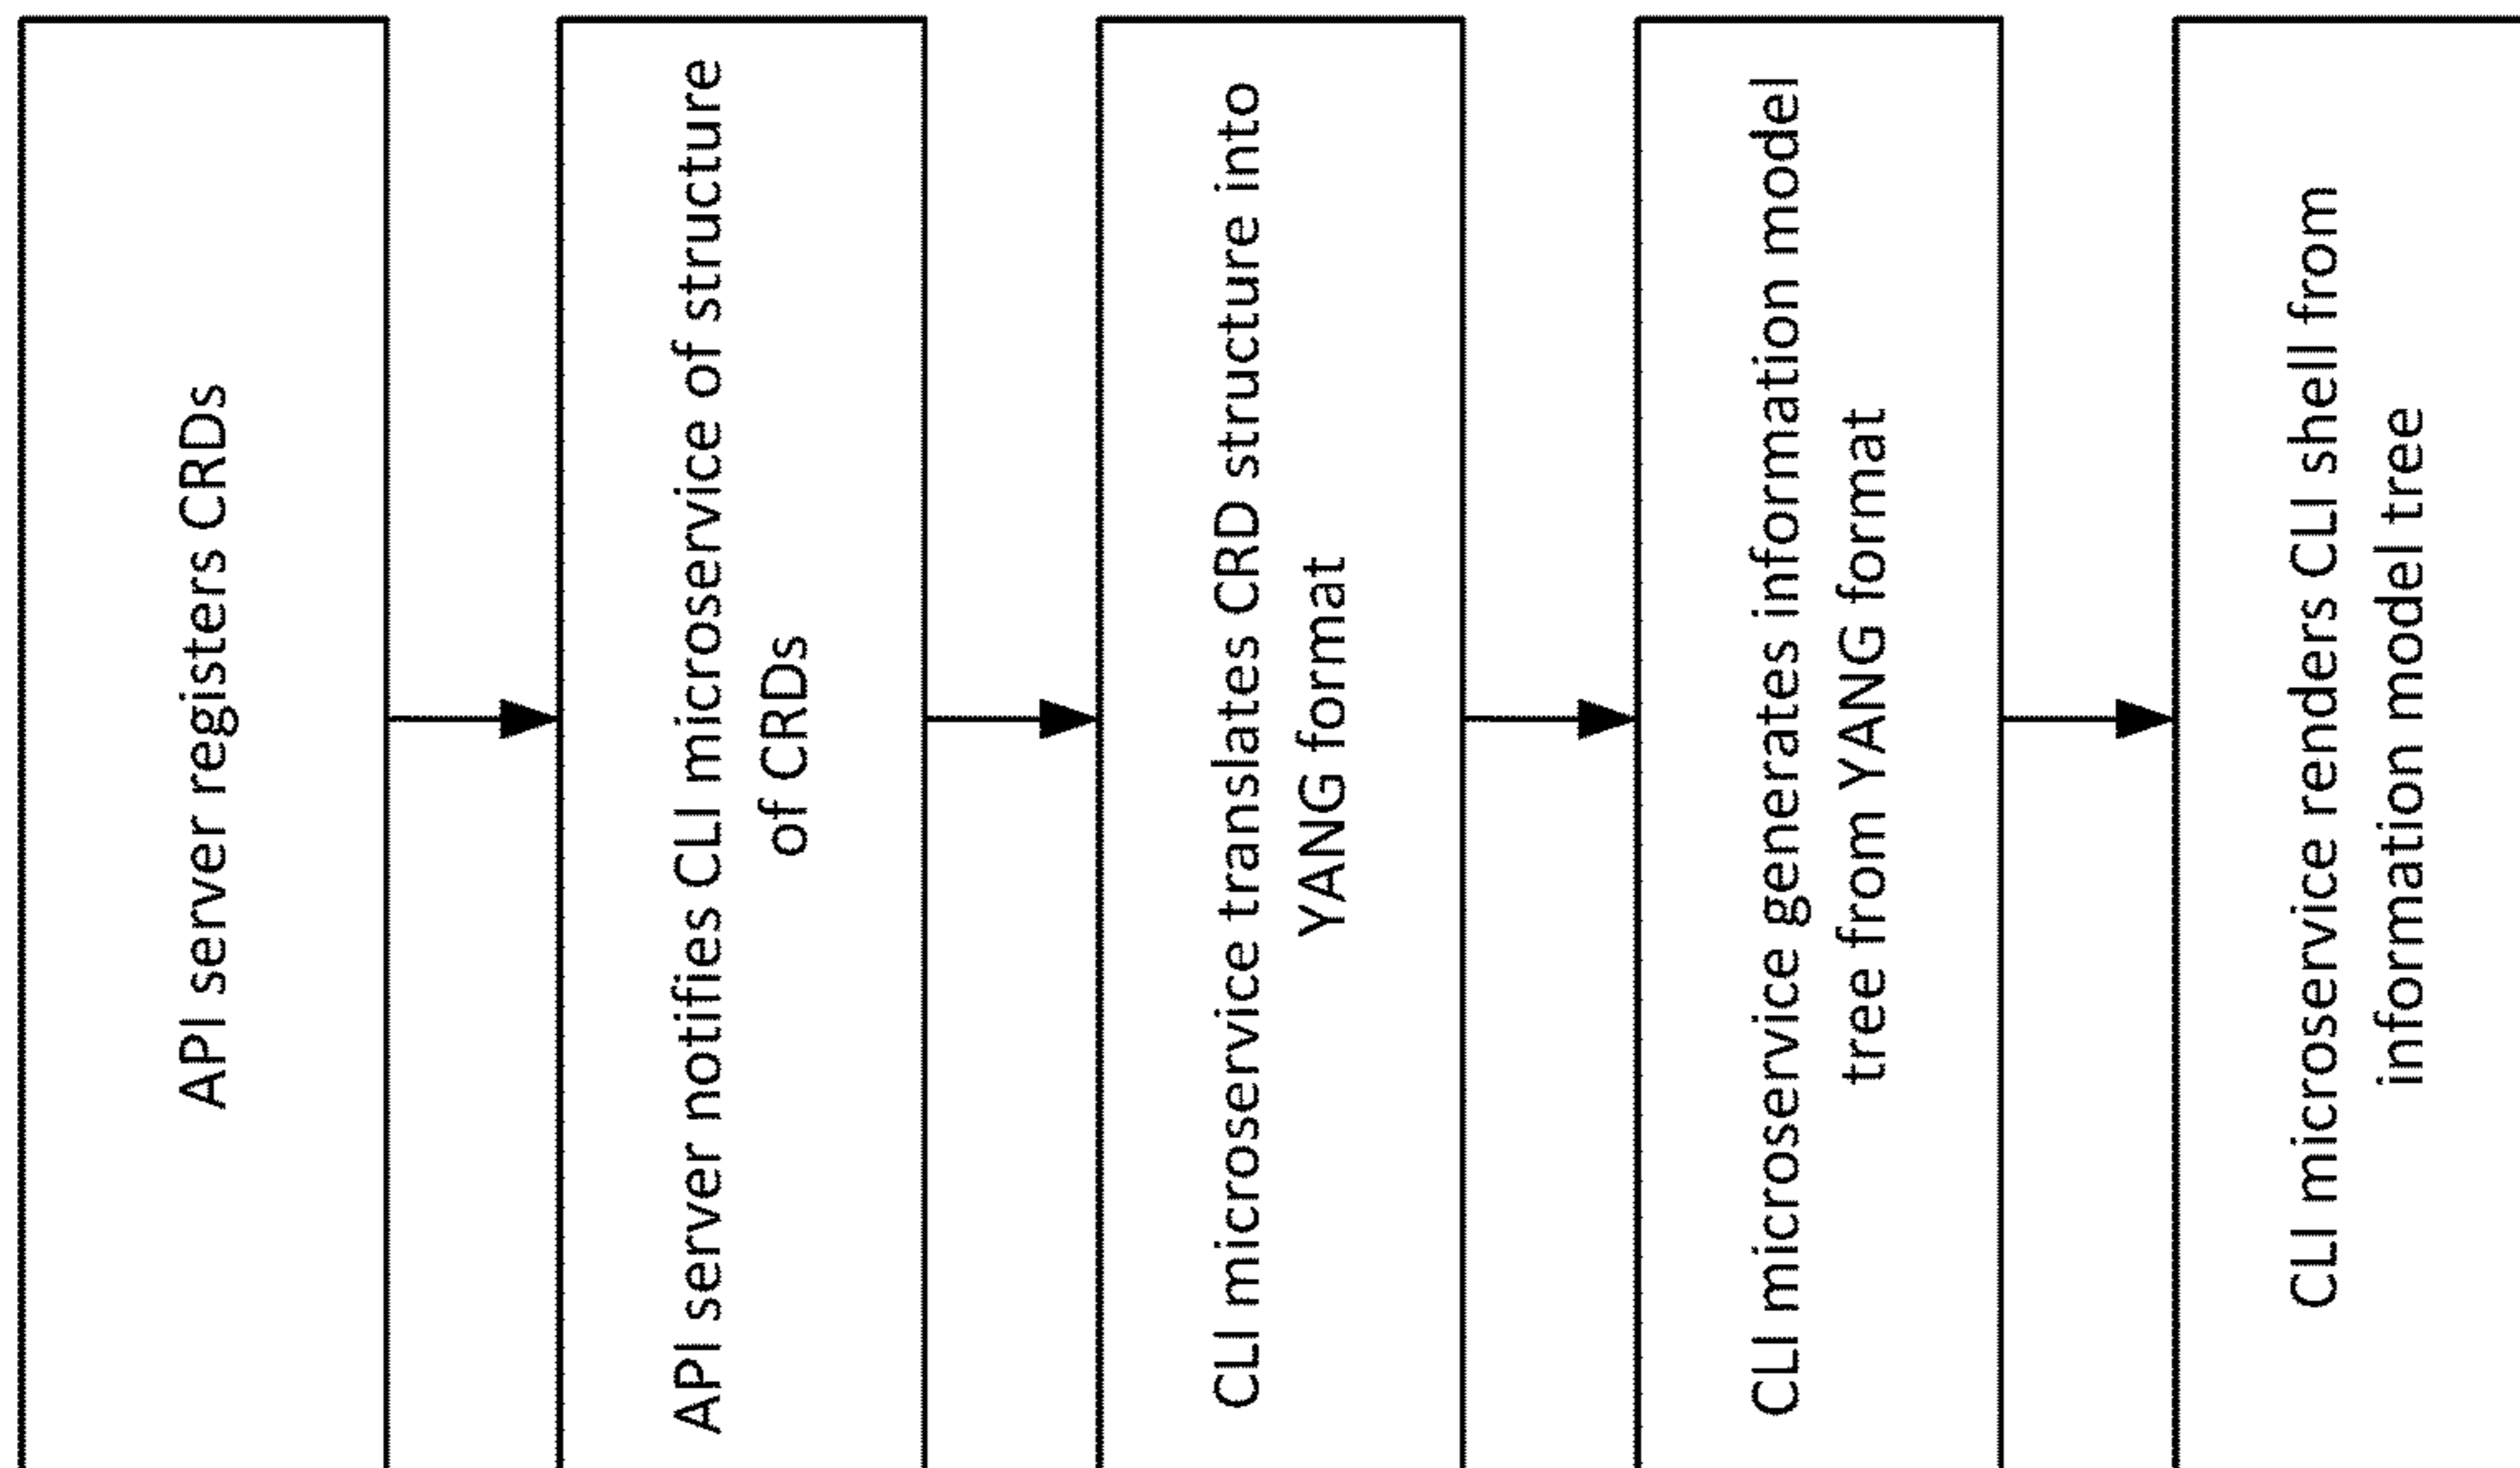 API server registers CRDs
API server notifies CLI microservice of structure
of CRDs
CLI microservice translates CRD structure into
YANG format
CLI microservice generates information model
tree from YANG format
CLI microservice renders CLI shell from
information model tree